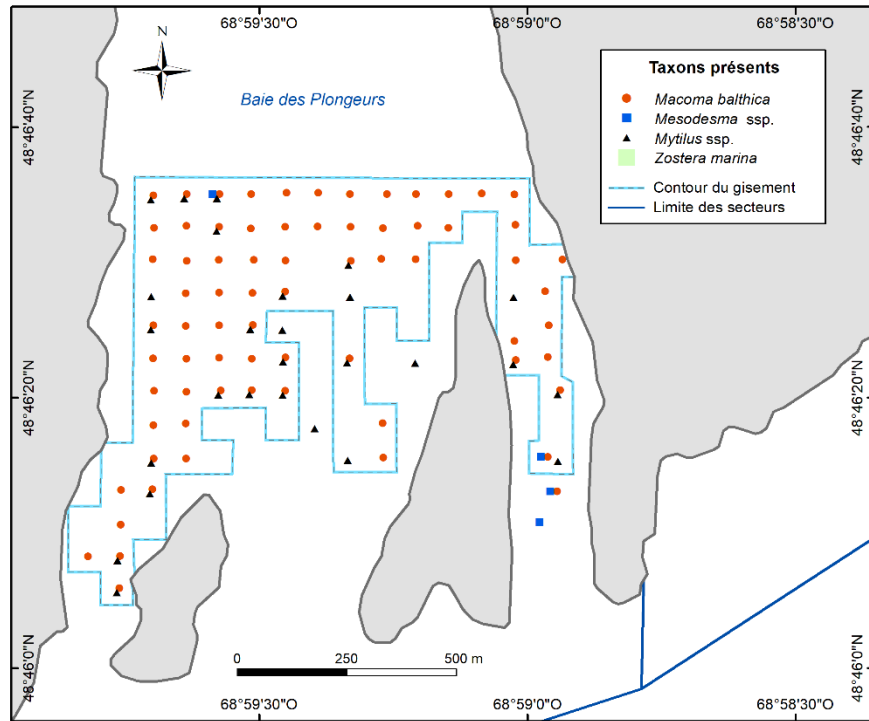 68°59'30"O 68°59'0"O 68°58'30"O
N
Baie des Plongeurs
Taxons présents
Macoma balthica
Mesodesma ssp.
Mytilus ssp.
Zostera marina
Contour du gisement
Limite des secteurs
48°46'40"N 48°46'40"N
48°46'20"N 48°46'20"N
48°46'0"N 48°46'0"N
0 250 500 m
68°59'30"O 68°59'0"O 68°58'30"O